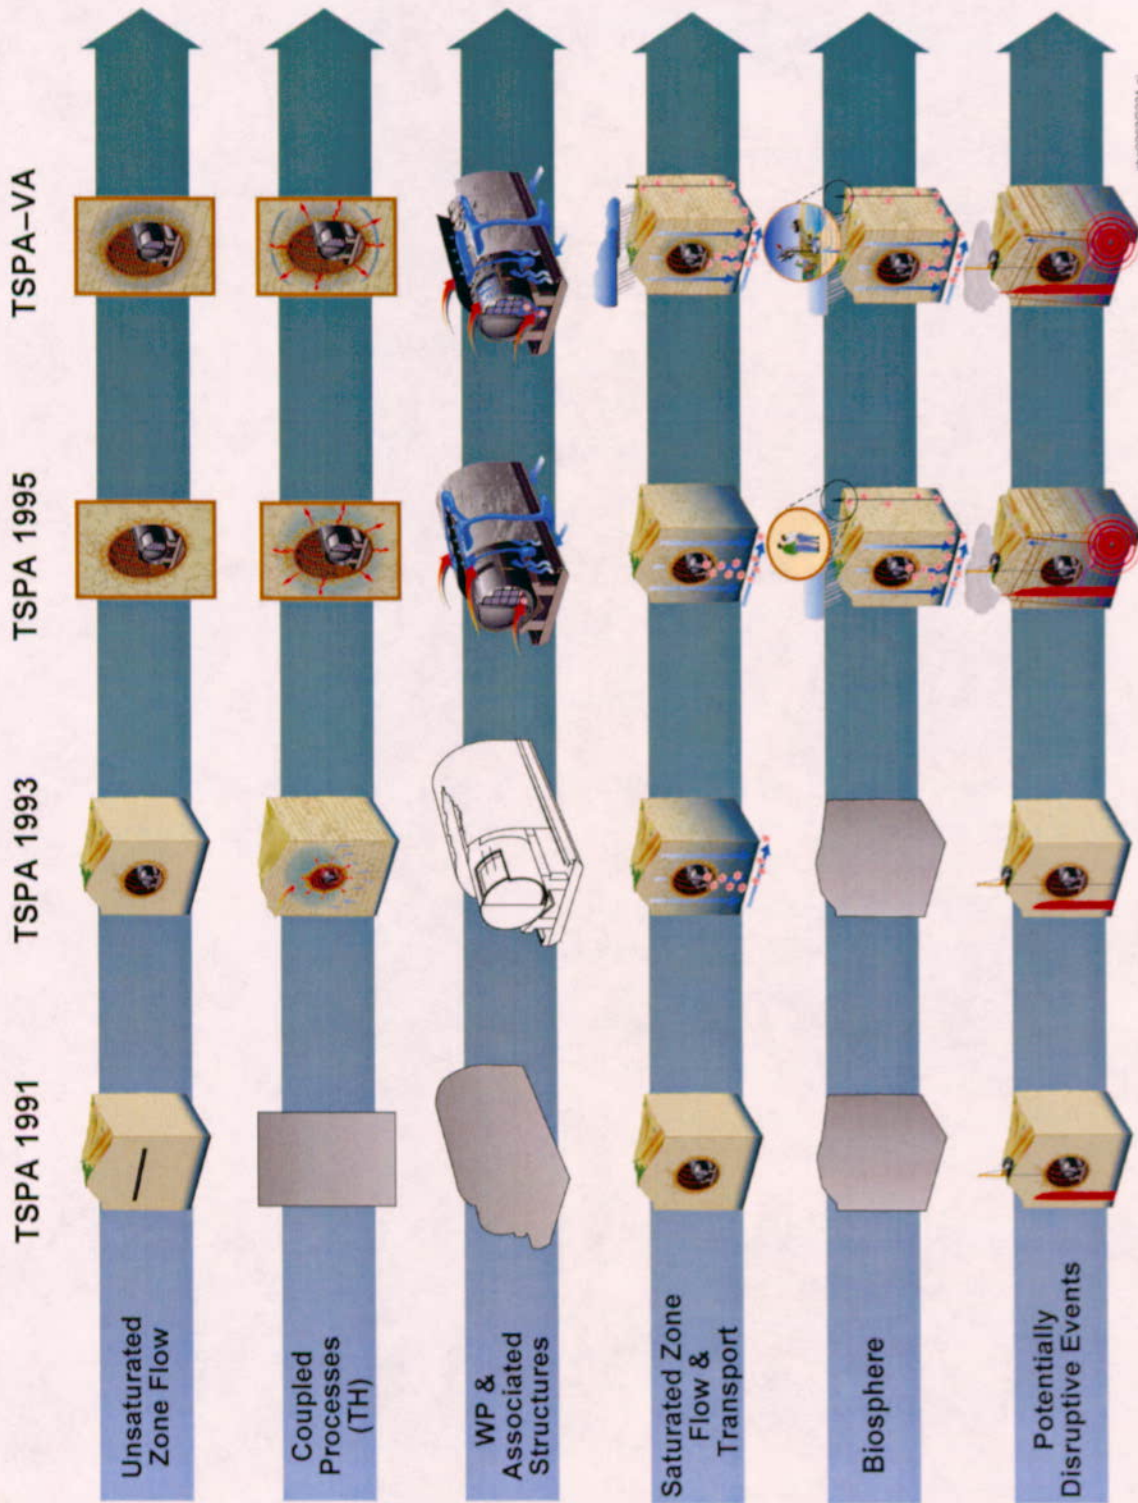 TSPA 1991
TSPA 1993
TSPA 1995
TSPA–VA
Unsaturated
Zone Flow
Coupled
Processes
(TH)
WP &
Associated
Structures
Saturated Zone
Flow &
Transport
Biosphere
Potentially
Disruptive Events